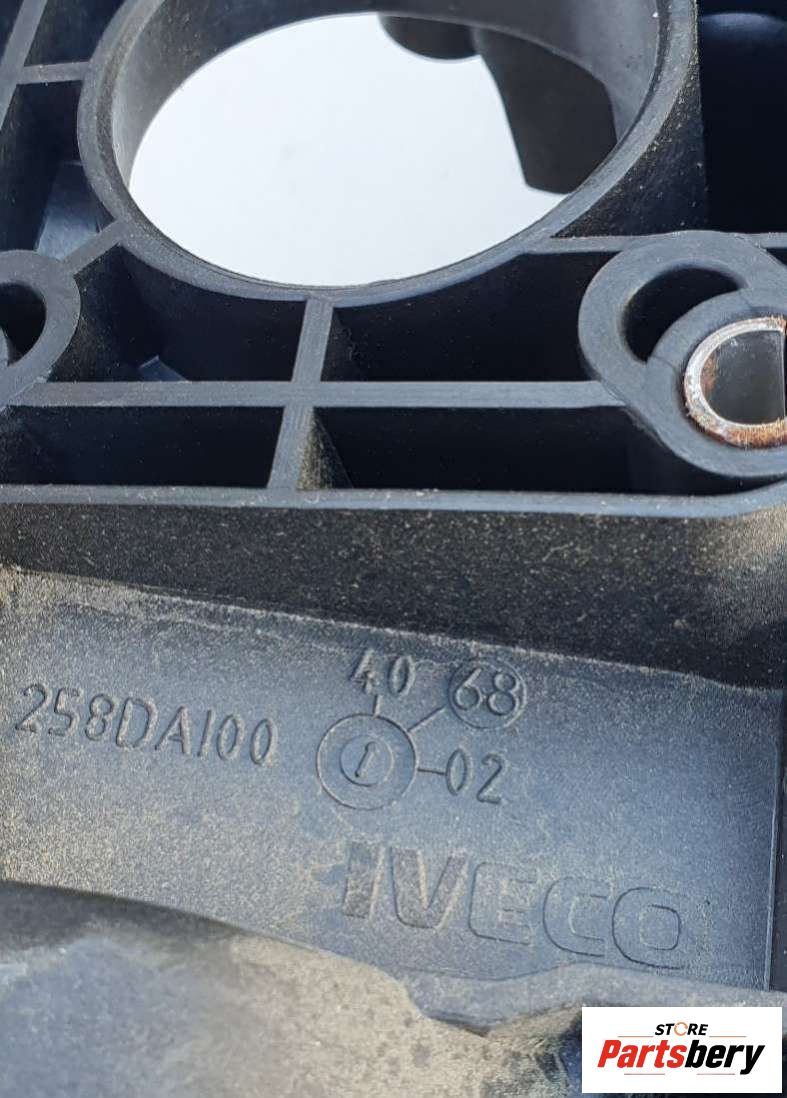 40 68
258DA100 1 -02
IVECO
STORE
Partsbery